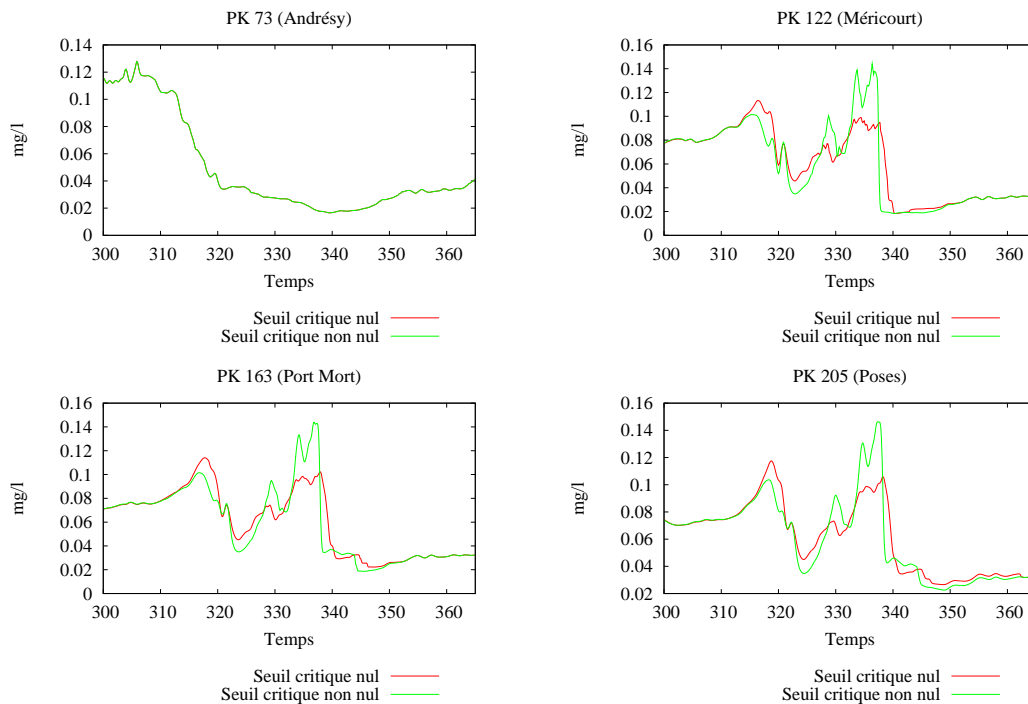 PK 73 (Andrésy)
0.14
0.12
0.1
0.08
0.06
0.04
0.02
0
mg/l
300 310 320 330 340 350 360
Temps
Seuil critique nul
Seuil critique non nul
PK 122 (Méricourt)
0.16
0.14
0.12
0.1
0.08
0.06
0.04
0.02
0
mg/l
300 310 320 330 340 350 360
Temps
Seuil critique nul
Seuil critique non nul
PK 163 (Port Mort)
0.16
0.14
0.12
0.1
0.08
0.06
0.04
0.02
0
mg/l
300 310 320 330 340 350 360
Temps
Seuil critique nul
Seuil critique non nul
PK 205 (Poses)
0.16
0.14
0.12
0.1
0.08
0.06
0.04
0.02
mg/l
300 310 320 330 340 350 360
Temps
Seuil critique nul
Seuil critique non nul